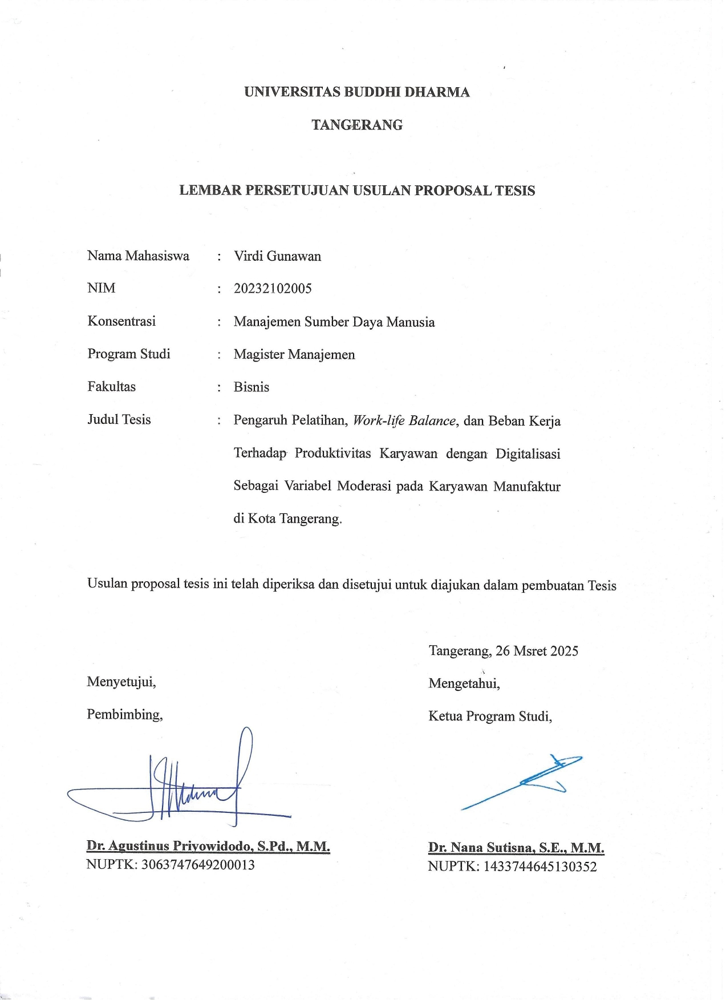 UNIVERSITAS BUDDHI DHARMA
TANGERANG
LEMBAR PERSETUJUAN USULAN PROPOSAL TESIS
Nama Mahasiswa : Virdi Gunawan
NIM : 20232102005
Konsentrasi : Manajemen Sumber Daya Manusia
Program Studi : Magister Manajemen
Fakultas : Bisnis
Judul Tesis : Pengaruh Pelatihan, Work-life Balance, dan Beban Kerja
Terhadap Produktivitas Karyawan dengan Digitalisasi
Sebagai Variabel Moderasi pada Karyawan Manufaktur
di Kota Tangerang.
Usulan proposal tesis ini telah diperiksa dan disetujui untuk diajukan dalam pembuatan Tesis
Tangerang, 26 Msret 2025
Menyetujui,
Mengetahui,
Pembimbing,
Ketua Program Studi,
Dr. Agustinus Priyowidodo, S.Pd., M.M.
Dr. Nana Sutisna, S.E., M.M.
NUPTK: 3063747649200013
NUPTK: 1433744645130352